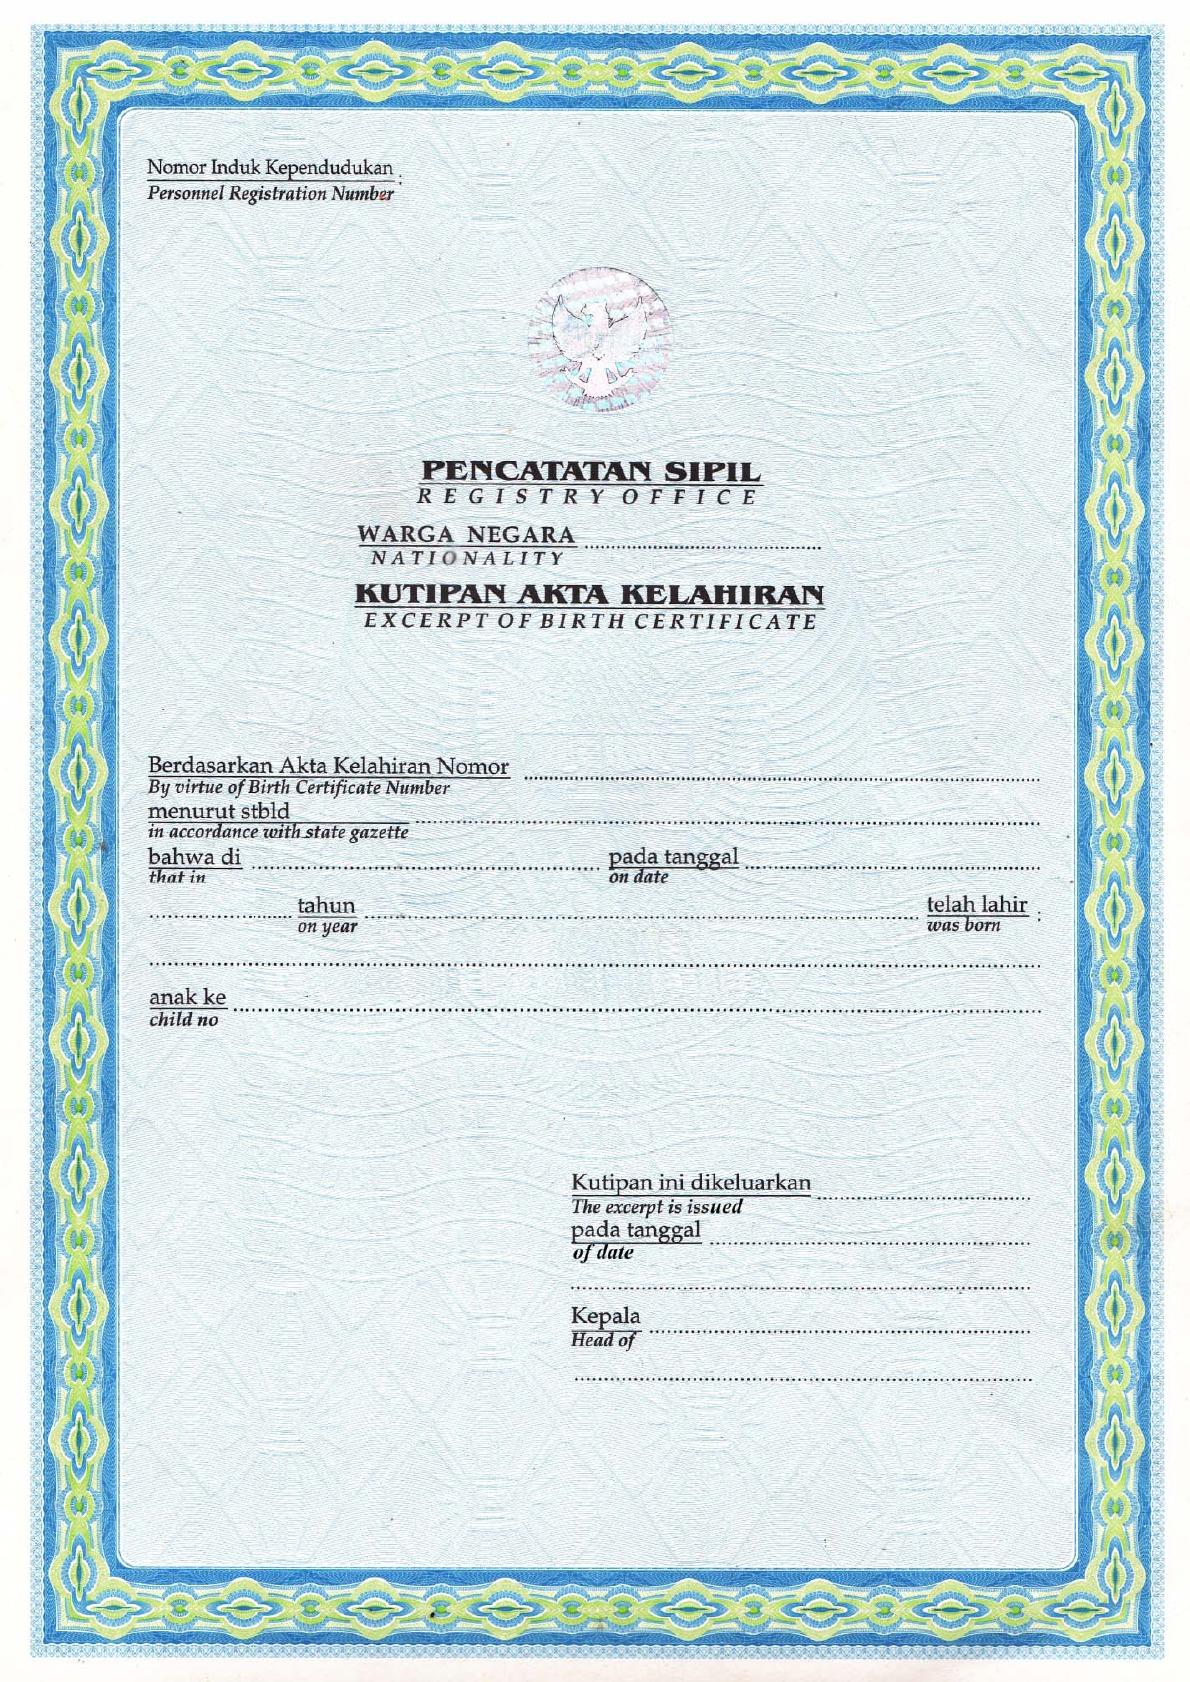 Nomor Induk Kependudukan :
Personnel Registration Number
PENCATATAN SIPIL
REGISTRY OFFICE
WARGA NEGARA ........................
NATIONALITY
KUTIPAN AKTA KELAHIRAN
EXCERPT OF BIRTH CERTIFICATE
Berdasarkan Akta Kelahiran Nomor ........................
By virtue of Birth Certificate Number
menurut stbld ........................
in accordance with state gazette
bahwa di ........................ pada tanggal ........................
that in on date
............ tahun ........................ telah lahir :
on year was born
........................
anak ke ........................
child no
Kutipan ini dikeluarkan ........................
The excerpt is issued
pada tanggal ........................
of date
........................
Kepala ........................
Head of
........................